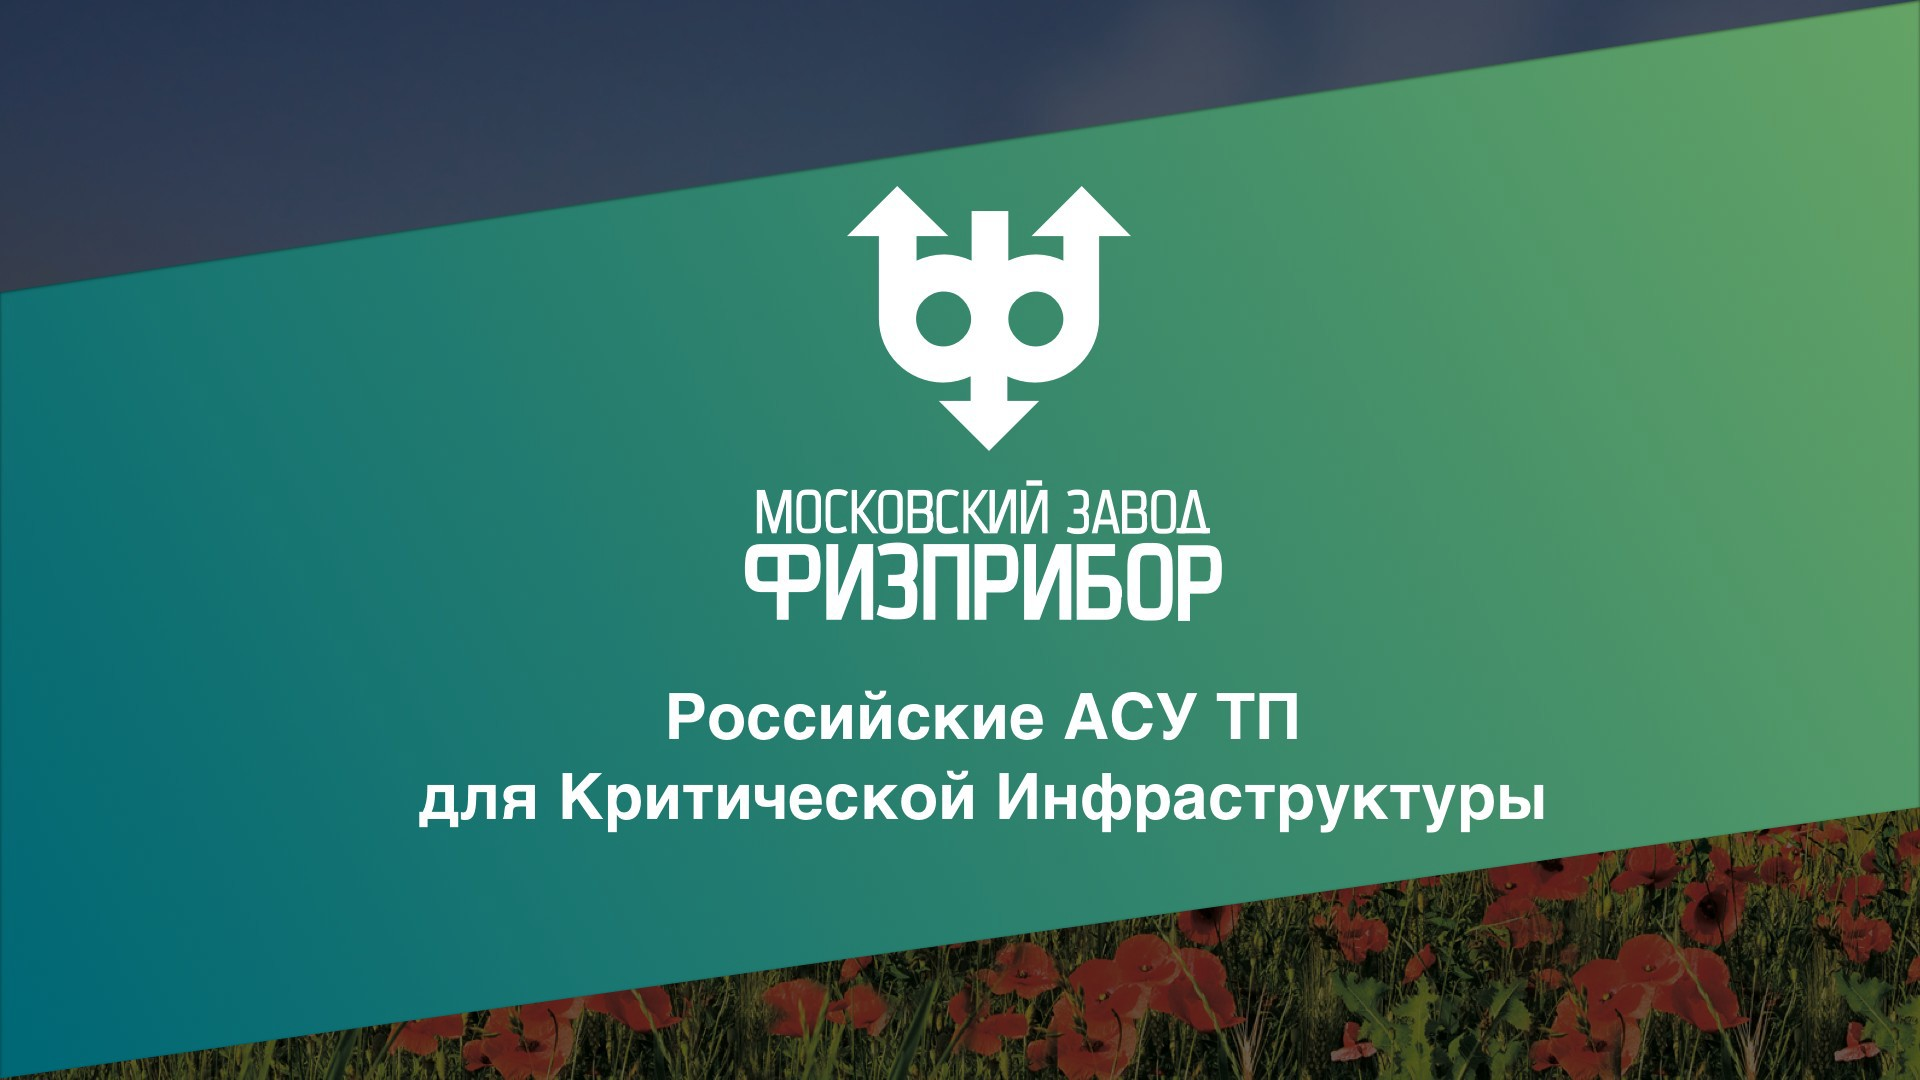 МОСКОВСКИЙ ЗАВОД
ФИЗПРИБОР
Российские АСУ ТП
для Критической Инфраструктуры